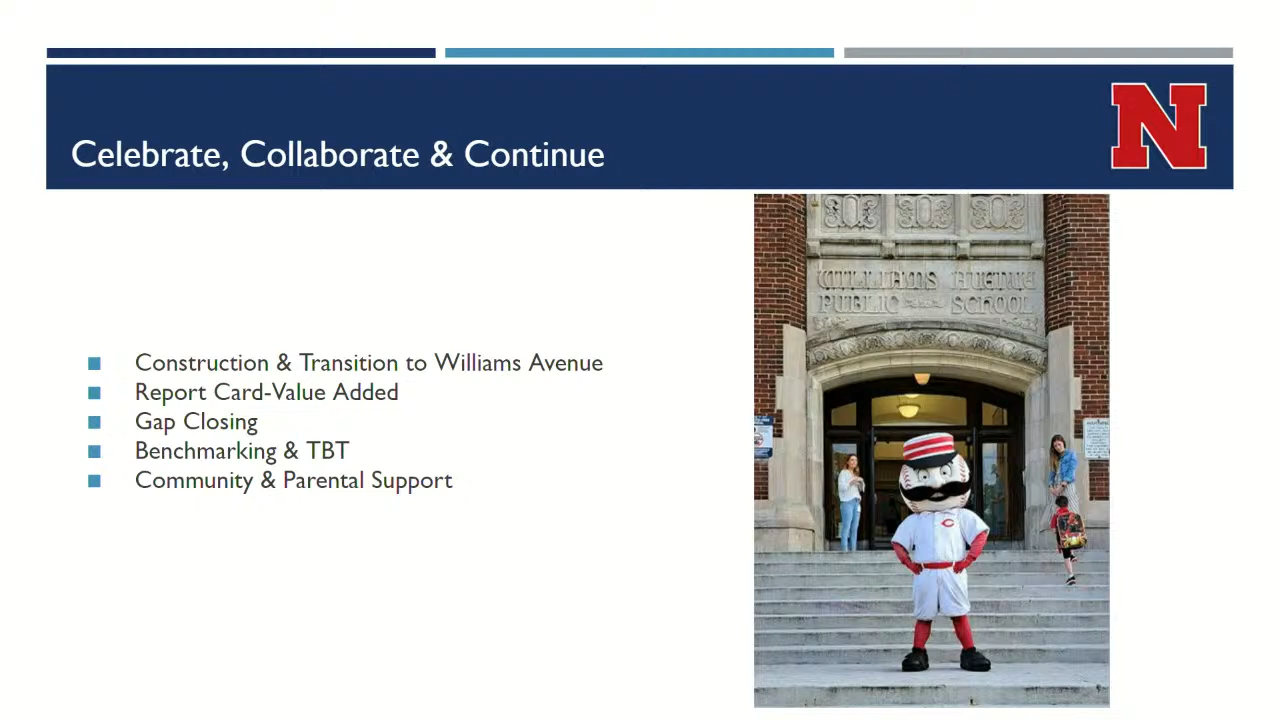 Celebrate, Collaborate & Continue
N
WILLIAMS AVENUE
PUBLIC SCHOOL
Construction & Transition to Williams Avenue
Report Card-Value Added
Gap Closing
Benchmarking & TBT
Community & Parental Support
C